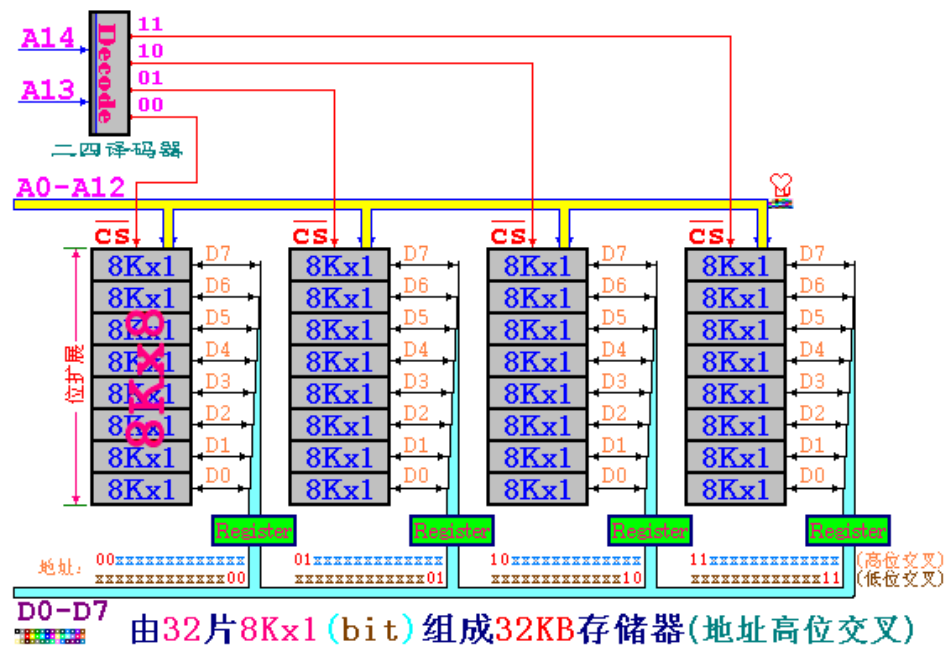 11
A14
10
01
A13
00
Decode
二四译码器
A0-A12
CS CS CS CS
8Kx1 D7 8Kx1 D7 8Kx1 D7 8Kx1 D7
8Kx1 D6 8Kx1 D6 8Kx1 D6 8Kx1 D6
8Kx1 D5 8Kx1 D5 8Kx1 D5 8Kx1 D5
8Kx1 D4 8Kx1 D4 8Kx1 D4 8Kx1 D4
8Kx1 D3 8Kx1 D3 8Kx1 D3 8Kx1 D3
8Kx1 D2 8Kx1 D2 8Kx1 D2 8Kx1 D2
8Kx1 D1 8Kx1 D1 8Kx1 D1 8Kx1 D1
8Kx1 D0 8Kx1 D0 8Kx1 D0 8Kx1 D0
位扩展
8Kx8
Register Register Register Register
地址: 00xxxxxxxxxxxxx 01xxxxxxxxxxxxx 10xxxxxxxxxxxxx 11xxxxxxxxxxxxx (高位交叉)
xxxxxxxxxxxxx00 xxxxxxxxxxxxx01 xxxxxxxxxxxxx10 xxxxxxxxxxxxx11 (低位交叉)
D0-D7
由32片8Kx1(bit)组成32KB存储器(地址高位交叉)